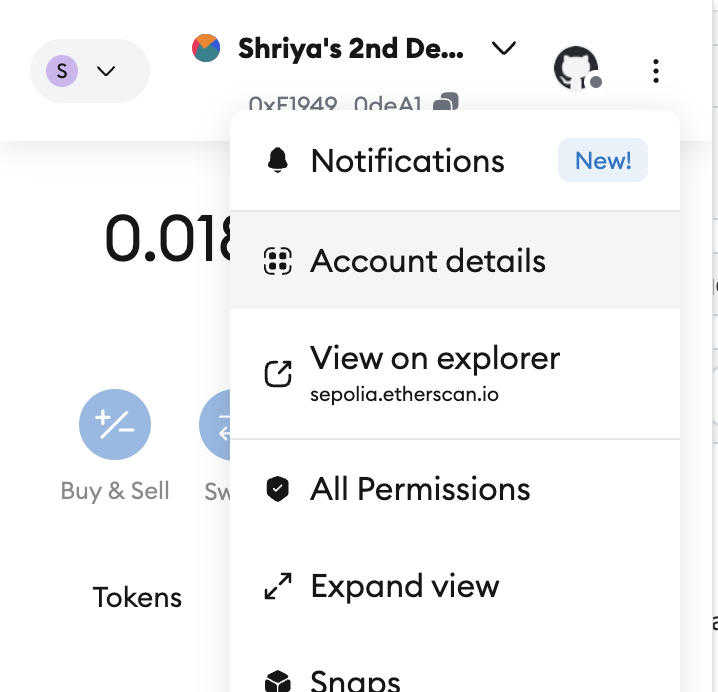 S
Shriya's 2nd De...
0xF1949...0deA1
Notifications
New!
0.018
Account details
View on explorer
sepolia.etherscan.io
Buy & Sell
Sw
All Permissions
Expand view
Tokens
Snaps